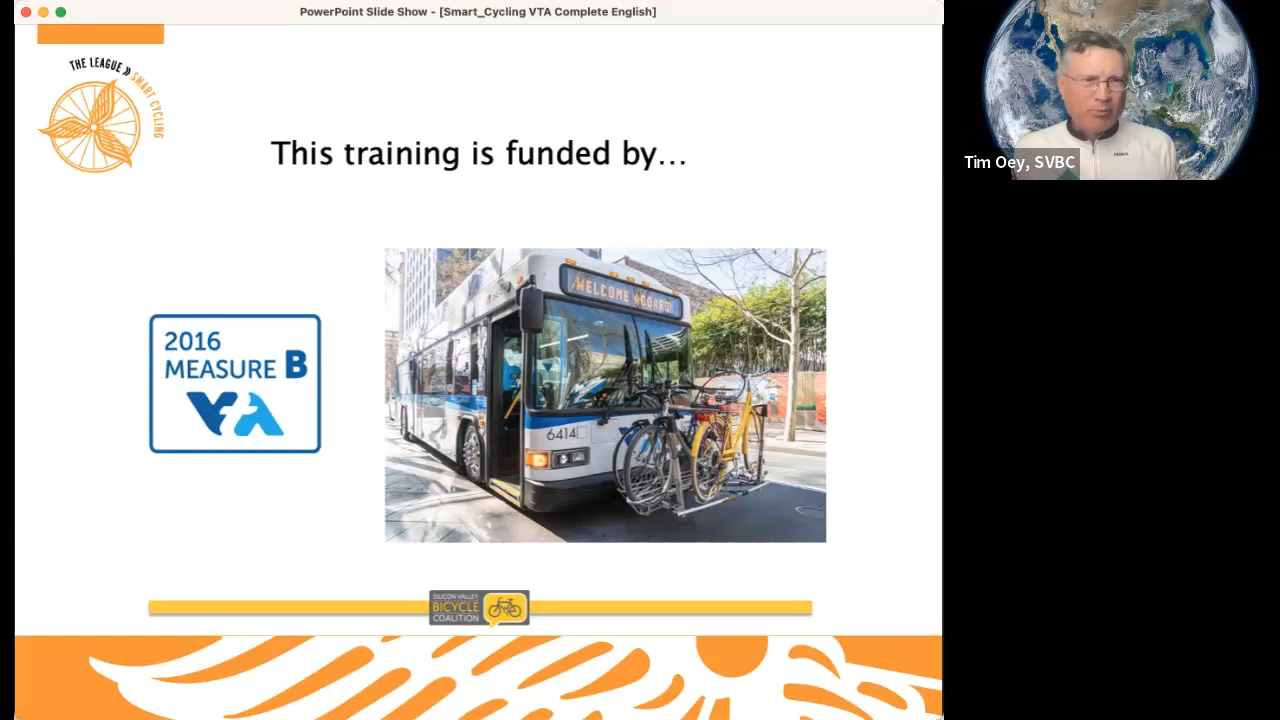 PowerPoint Slide Show - [Smart_Cycling VTA Complete English]
THE LEAGUE
SMART CYCLING
This training is funded by…
2016
MEASURE B
VTA
WELCOME ABOARD
6414
SILICON VALLEY
BICYCLE
COALITION
Tim Oey, SVBC